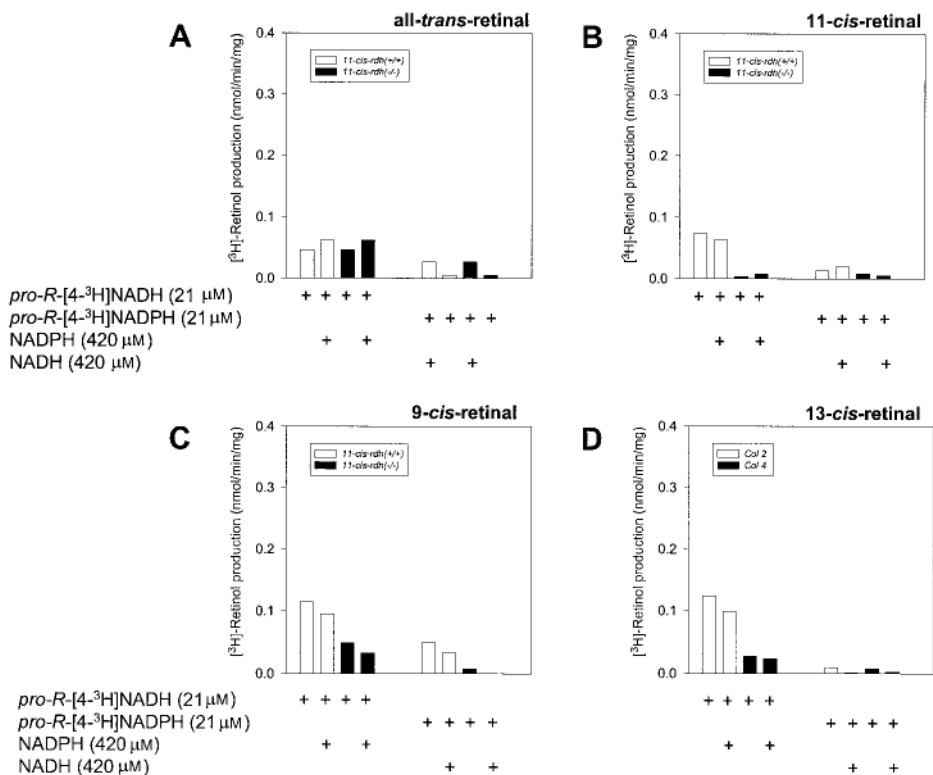 all-trans-retinal
A
0.4
0.3
0.2
0.1
0.0
[³H]-Retinol production (nmol/min/mg)
11-cis-rdh(+/+)
11-cis-rdh(-/-)
11-cis-retinal
B
0.4
0.3
0.2
0.1
0.0
[³H]-Retinol production (nmol/min/mg)
11-cis-rdh(+/+)
11-cis-rdh(-/-)
pro-R-[4-³H]NADH (21 µM) + + + + + + + +
pro-R-[4-³H]NADPH (21 µM) + + + + + + + +
NADPH (420 µM) + + + +
NADH (420 µM) + + + +
9-cis-retinal
C
0.4
0.3
0.2
0.1
0.0
[³H]-Retinol production (nmol/min/mg)
11-cis-rdh(+/+)
11-cis-rdh(-/-)
13-cis-retinal
D
0.4
0.3
0.2
0.1
0.0
[³H]-Retinol production (nmol/min/mg)
Col 2
Col 4
pro-R-[4-³H]NADH (21 µM) + + + + + + + +
pro-R-[4-³H]NADPH (21 µM) + + + + + + + +
NADPH (420 µM) + + + +
NADH (420 µM) + + + +